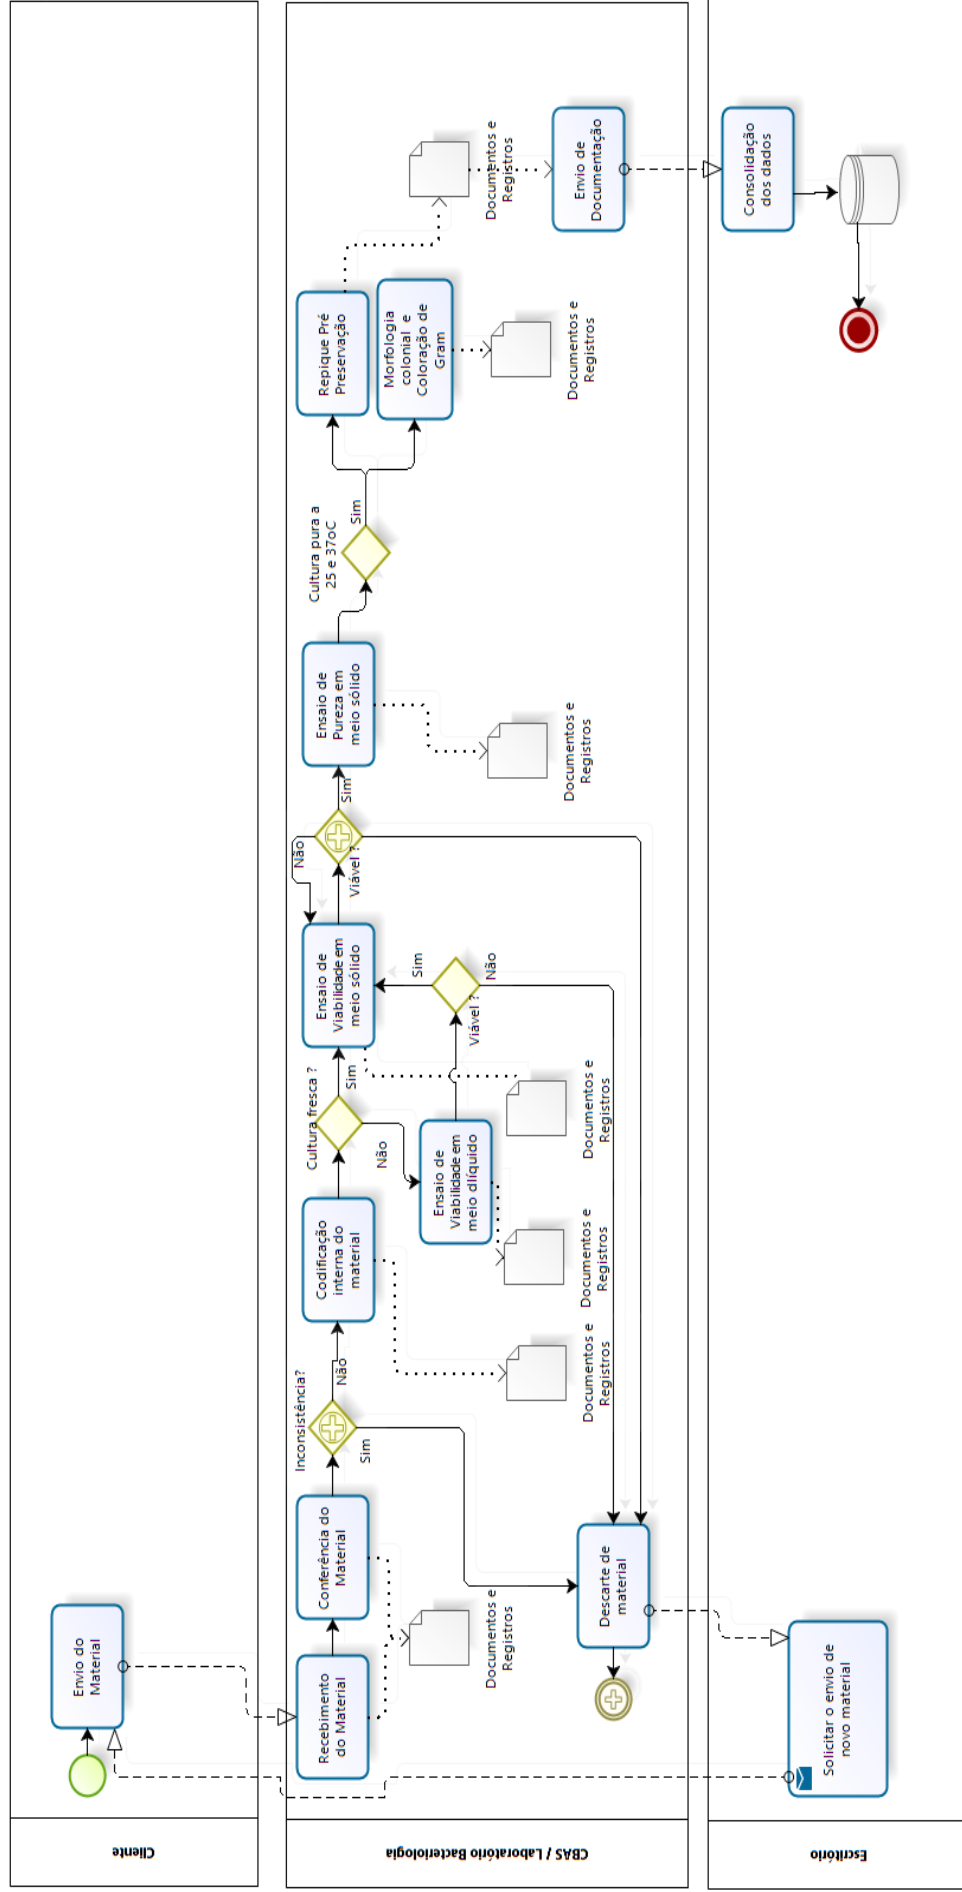 Cliente
Envio do
Material
CBAS / Laboratório Bacteriologia
Recebimento
do Material
Conferência do
Material
Documentos e
Registros
Inconsistência?
Sim
Não
Codificação
interna do
material
Documentos e
Registros
Cultura fresca ?
Sim
Não
Ensaio de
Viabilidade em
meio dlíquido
Documentos e
Registros
Viável ?
Sim
Não
Ensaio de
Viabilidade em
meio sólido
Documentos e
Registros
Viável ?
Não
Sim
Ensaio de
Pureza em
meio sólido
Documentos e
Registros
Cultura pura a
25 e 37oC
Sim
Repique Pré
Preservação
Morfologia
colonial e
Coloração de
Gram
Documentos e
Registros
Documentos e
Registros
Envio de
Documentação
Descarte de
material
Escritório
Solicitar o envio de
novo material
Consolidação
dos dados